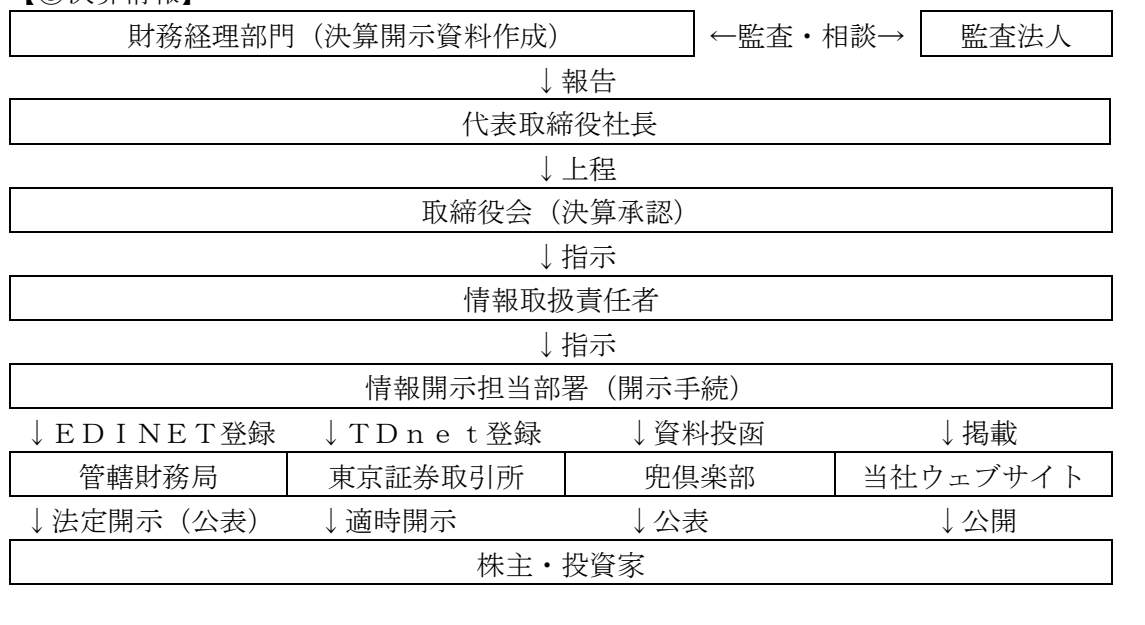 財務経理部門（決算開示資料作成） ←監査・相談→ 監査法人
↓報告
代表取締役社長
↓上程
取締役会（決算承認）
↓指示
情報取扱責任者
↓指示
情報開示担当部署（開示手続）
↓ＥＤＩＮＥＴ登録 ↓ＴＤｎｅｔ登録 ↓資料投函 ↓掲載
管轄財務局 東京証券取引所 兜倶楽部 当社ウェブサイト
↓法定開示（公表） ↓適時開示 ↓公表 ↓公開
株主・投資家